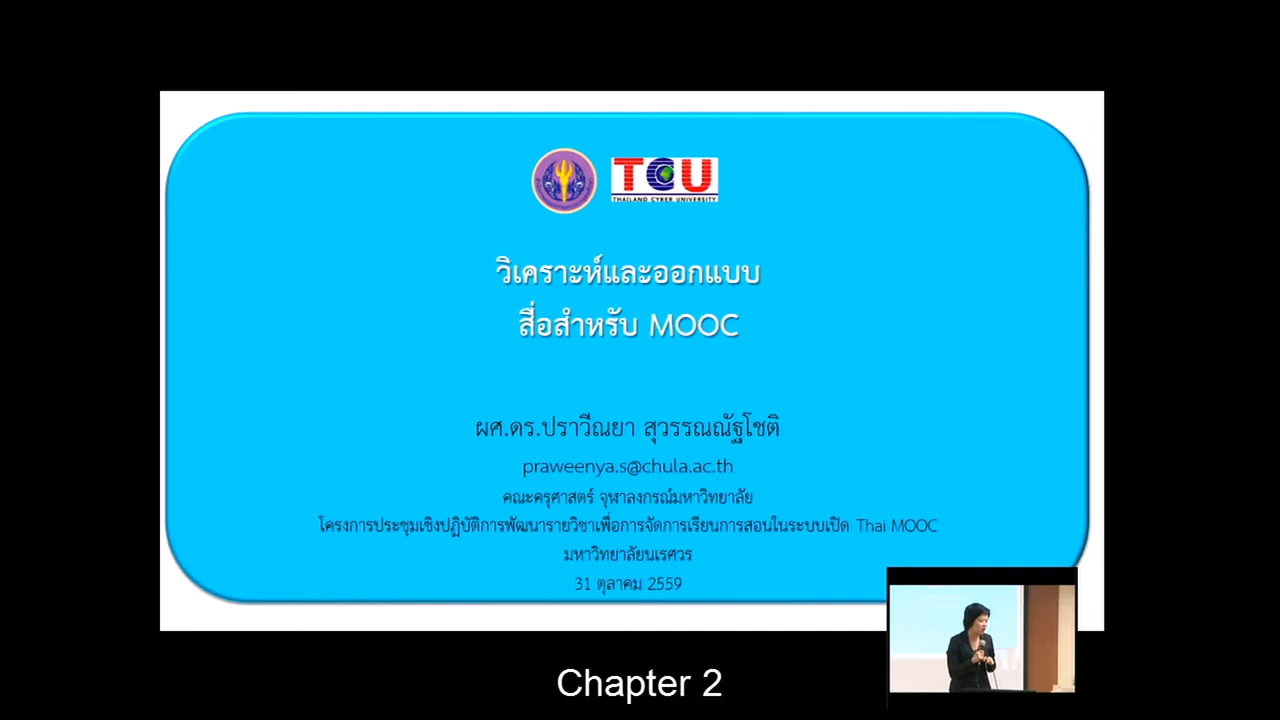 TCU
THAILAND CYBER UNIVERSITY
วิเคราะห์และออกแบบ
สื่อสำหรับ MOOC
ผศ.ดร.ปราวีณยา สุวรรณณัฐโชติ
praweenya.s@chula.ac.th
คณะครุศาสตร์ จุฬาลงกรณ์มหาวิทยาลัย
โครงการประชุมเชิงปฏิบัติการพัฒนารายวิชาเพื่อการจัดการเรียนการสอนในระบบเปิด Thai MOOC
มหาวิทยาลัยนเรศวร
31 ตุลาคม 2559
Chapter 2